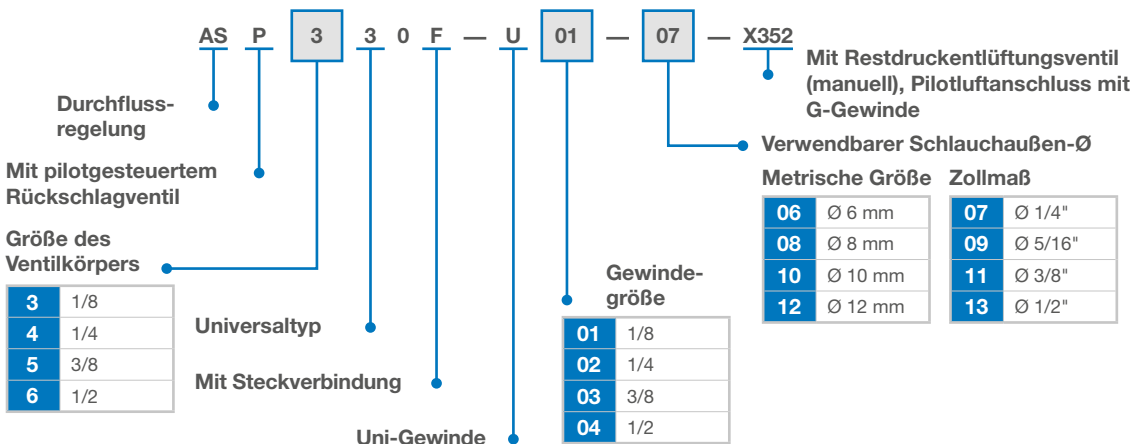 AS P 3 3 0 F — U 01 — 07 — X352
Mit Restdruckentlüftungsventil
(manuell), Pilotluftanschluss mit
G-Gewinde
Durchfluss-
regelung
Verwendbarer Schlauchaußen-Ø
Mit pilotgesteuertem
Rückschlagventil
Metrische Größe Zollmaß
06 Ø 6 mm 07 Ø 1/4"
08 Ø 8 mm 09 Ø 5/16"
10 Ø 10 mm 11 Ø 3/8"
12 Ø 12 mm 13 Ø 1/2"
Größe des
Ventilkörpers
3 1/8
4 1/4
5 3/8
6 1/2
Gewinde-
größe
01 1/8
02 1/4
03 3/8
04 1/2
Universaltyp
Mit Steckverbindung
Uni-Gewinde